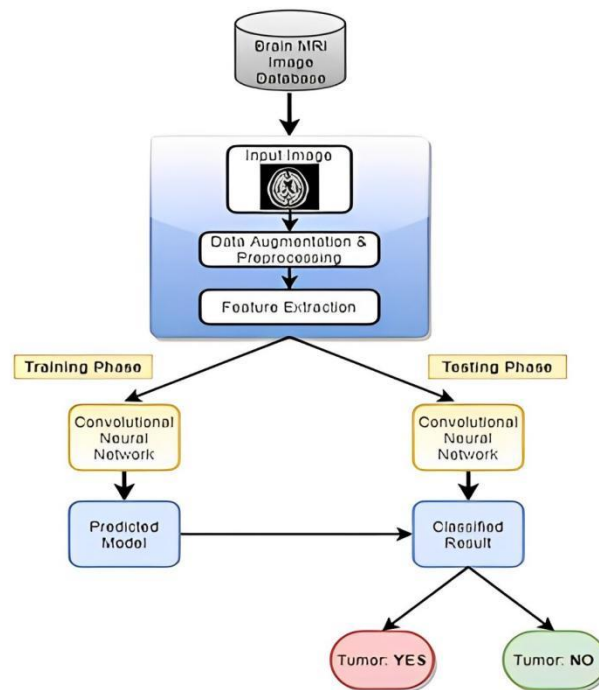 Brain MRI
Image
Database
Input Image
Data Augmentation &
Preprocessing
Feature Extraction
Training Phase
Testing Phase
Convolutional
Neural
Network
Convolutional
Neural
Network
Predicted
Model
Classified
Result
Tumor: YES
Tumor: NO